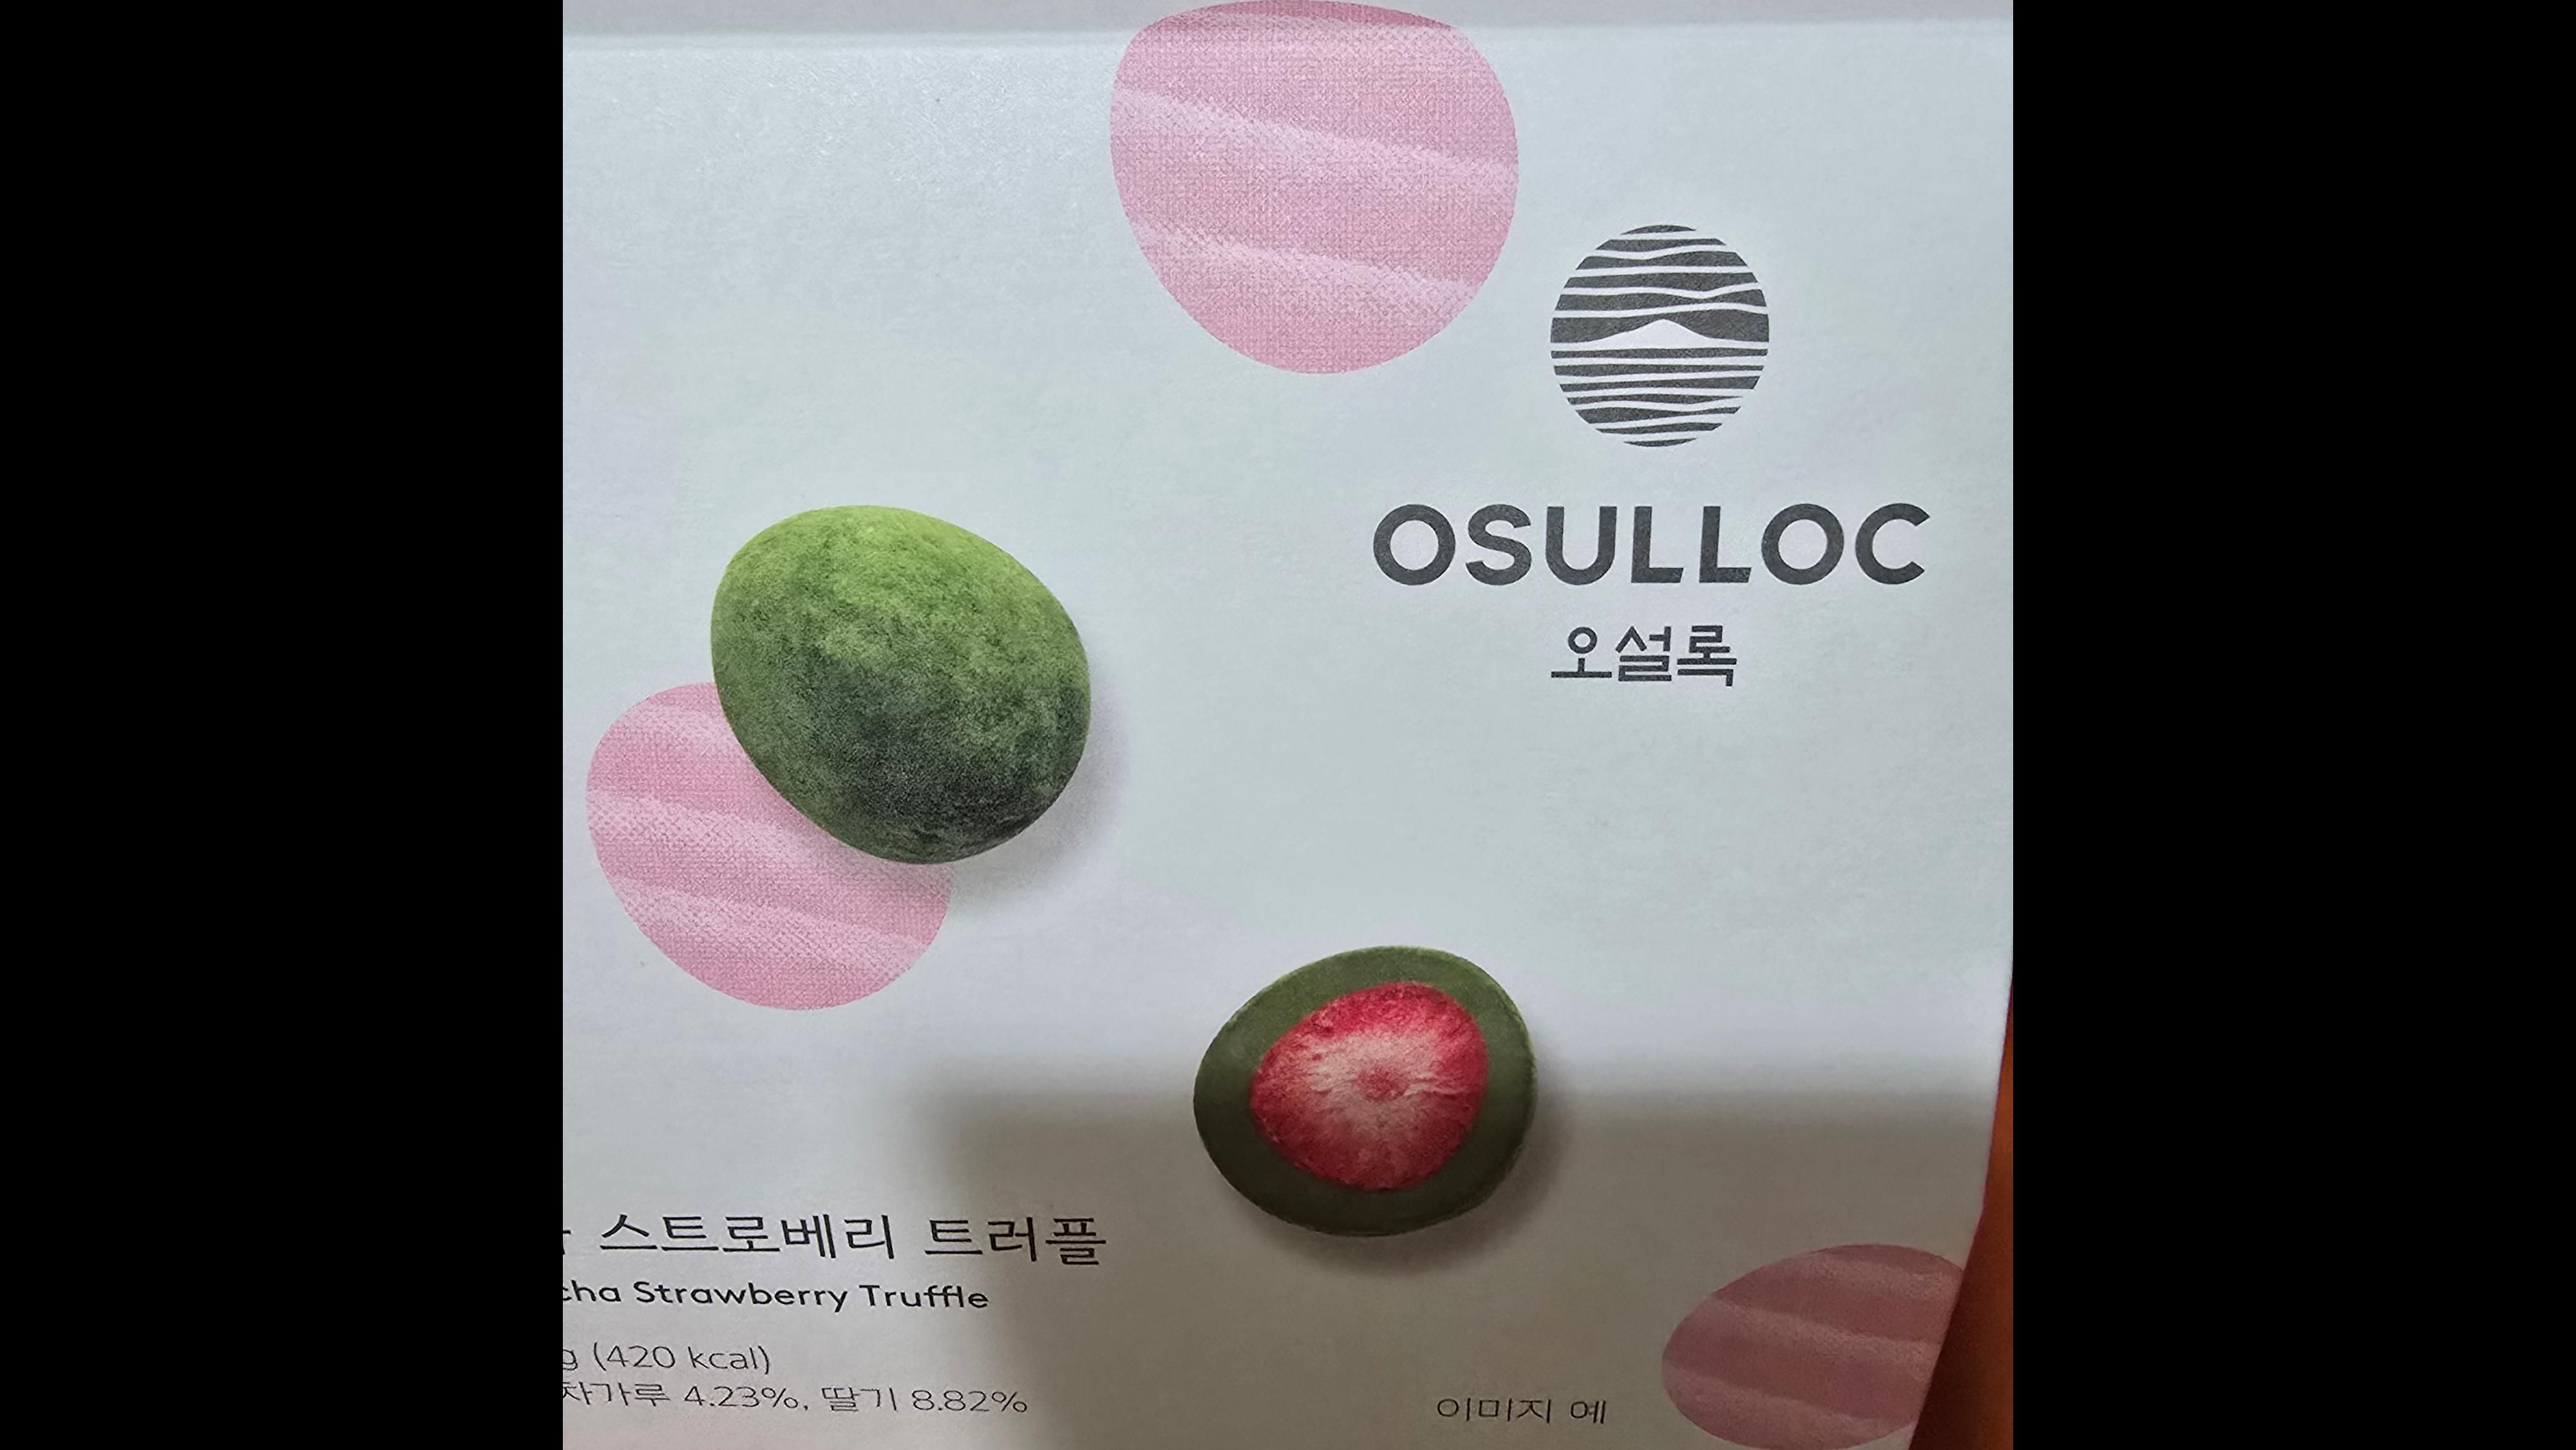 OSULLOC
오설록
스트로베리 트러플
Strawberry Truffle
g (420 kcal)
차가루 4.23%, 딸기 8.82%
이미지 예